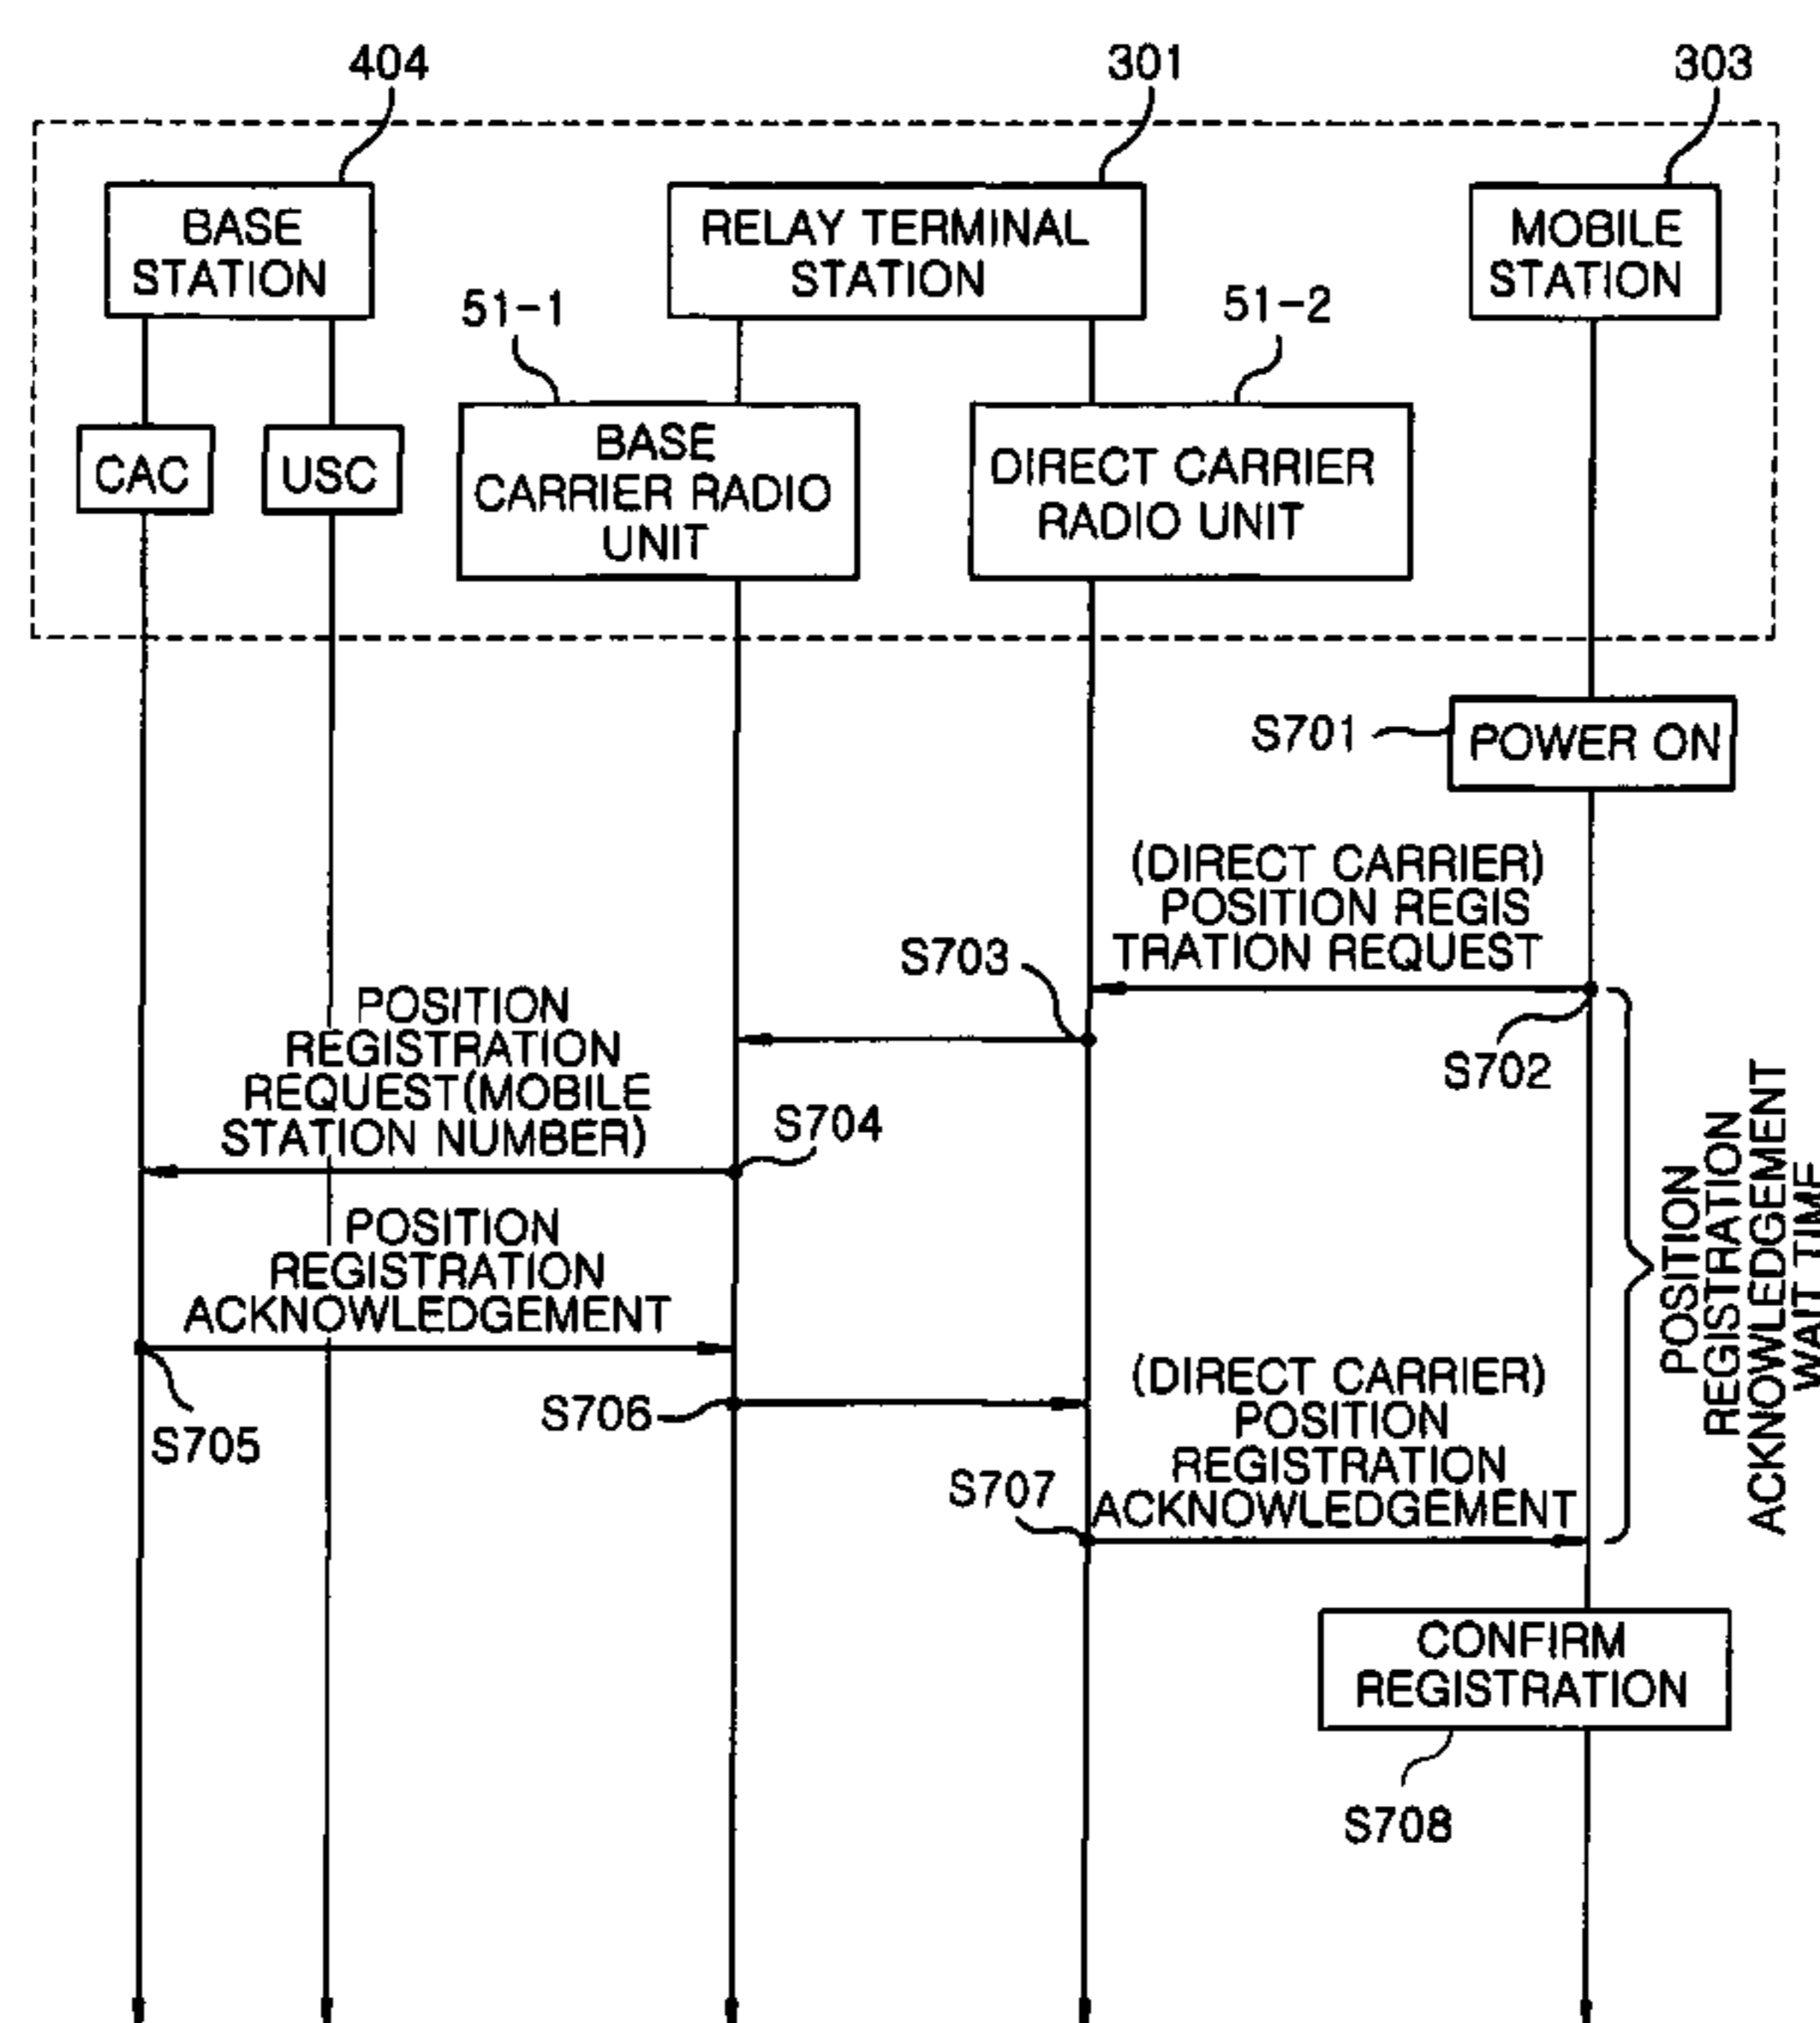 404
301
303
BASE
STATION
RELAY TERMINAL
STATION
MOBILE
STATION
51-1
51-2
CAC
USC
BASE
CARRIER RADIO
UNIT
DIRECT CARRIER
RADIO UNIT
S701
POWER ON
(DIRECT CARRIER)
POSITION REGIS
TRATION REQUEST
S703
S702
POSITION
REGISTRATION
REQUEST(MOBILE
STATION NUMBER)
S704
POSITION
REGISTRATION
ACKNOWLEDGEMENT
WAIT TIME
POSITION
REGISTRATION
ACKNOWLEDGEMENT
S705
S706
(DIRECT CARRIER)
POSITION
REGISTRATION
ACKNOWLEDGEMENT
S707
CONFIRM
REGISTRATION
S708